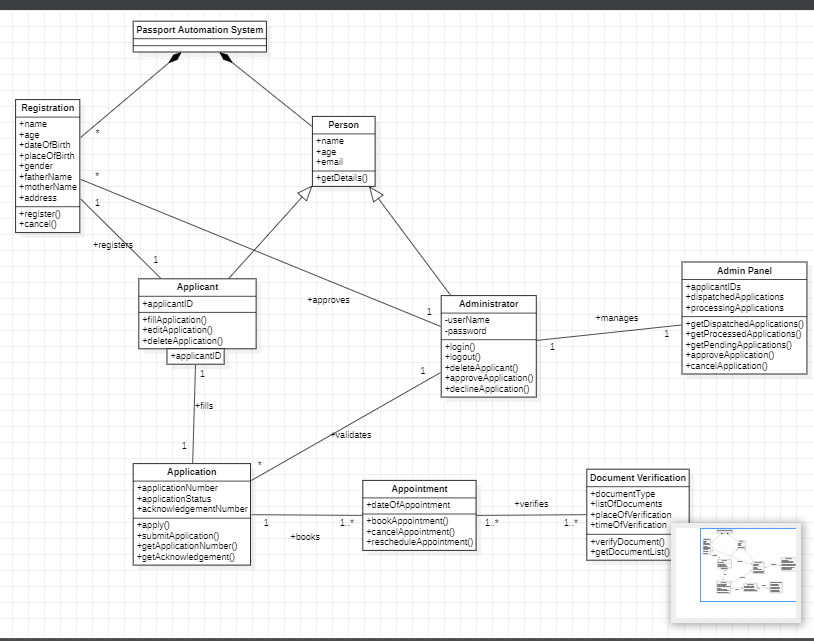 Passport Automation System
Registration
+name
+age
+dateOfBirth
+placeOfBirth
+gender
+fatherName
+motherName
+address
+register()
+cancel()
*
*
1
+registers
1
Person
+name
+age
+email
+getDetails()
Applicant
+applicantID
+fillApplication()
+editApplication()
+deleteApplication()
+applicantID
1
+fills
1
+approves
1
Administrator
-userName
-password
+login()
+logout()
+deleteApplicant()
+approveApplication()
+declineApplication()
1
+manages
1
Admin Panel
+applicantIDs
+dispatchedApplications
+processingApplications
+getDispatchedApplications()
+getProcessedApplications()
+getPendingApplications()
+approveApplication()
+cancelApplication()
1
+validates
*
Application
+applicationNumber
+applicationStatus
+acknowledgementNumber
+apply()
+submitApplication()
+getApplicationNumber()
+getAcknowledgement()
1
+books
1..*
Appointment
+dateOfAppointment
+bookAppointment()
+cancelAppointment()
+rescheduleAppointment()
1..*
+verifies
1..*
Document Verification
+documentType
+listOfDocuments
+placeOfVerification
+timeOfVerification
+verifyDocument()
+getDocumentList()